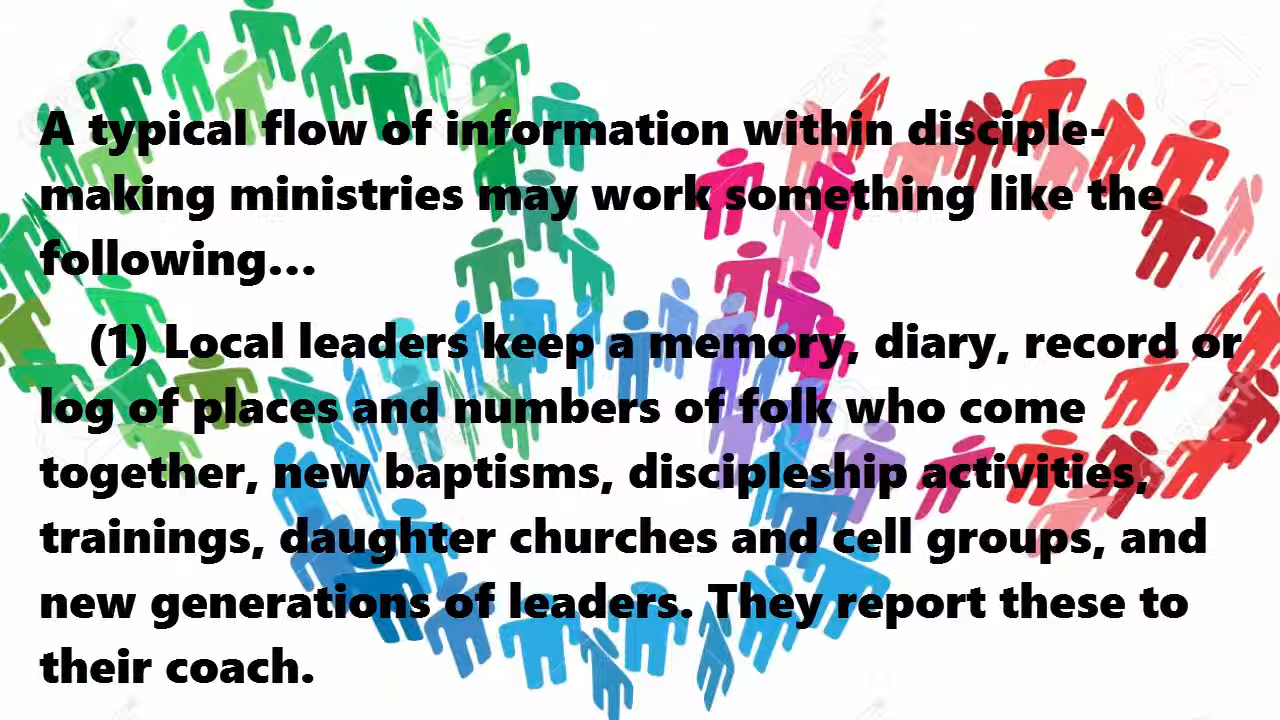 A typical flow of information within disciple-
making ministries may work something like the
following...
(1) Local leaders keep a memory, diary, record or
log of places and numbers of folk who come
together, new baptisms, discipleship activities,
trainings, daughter churches and cell groups, and
new generations of leaders. They report these to
their coach.